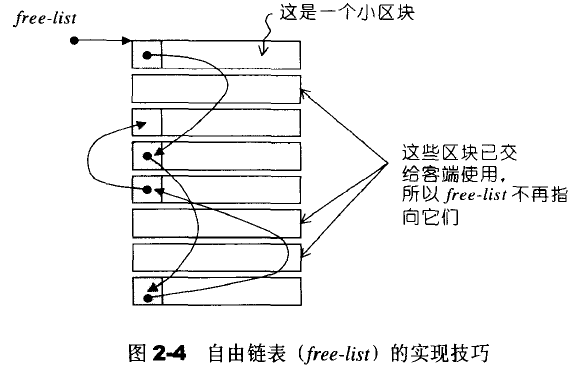 free-list
这是一个小区块
这些区块已交
给客端使用，
所以 free-list 不再指
向它们
图 2-4 自由链表（free-list）的实现技巧